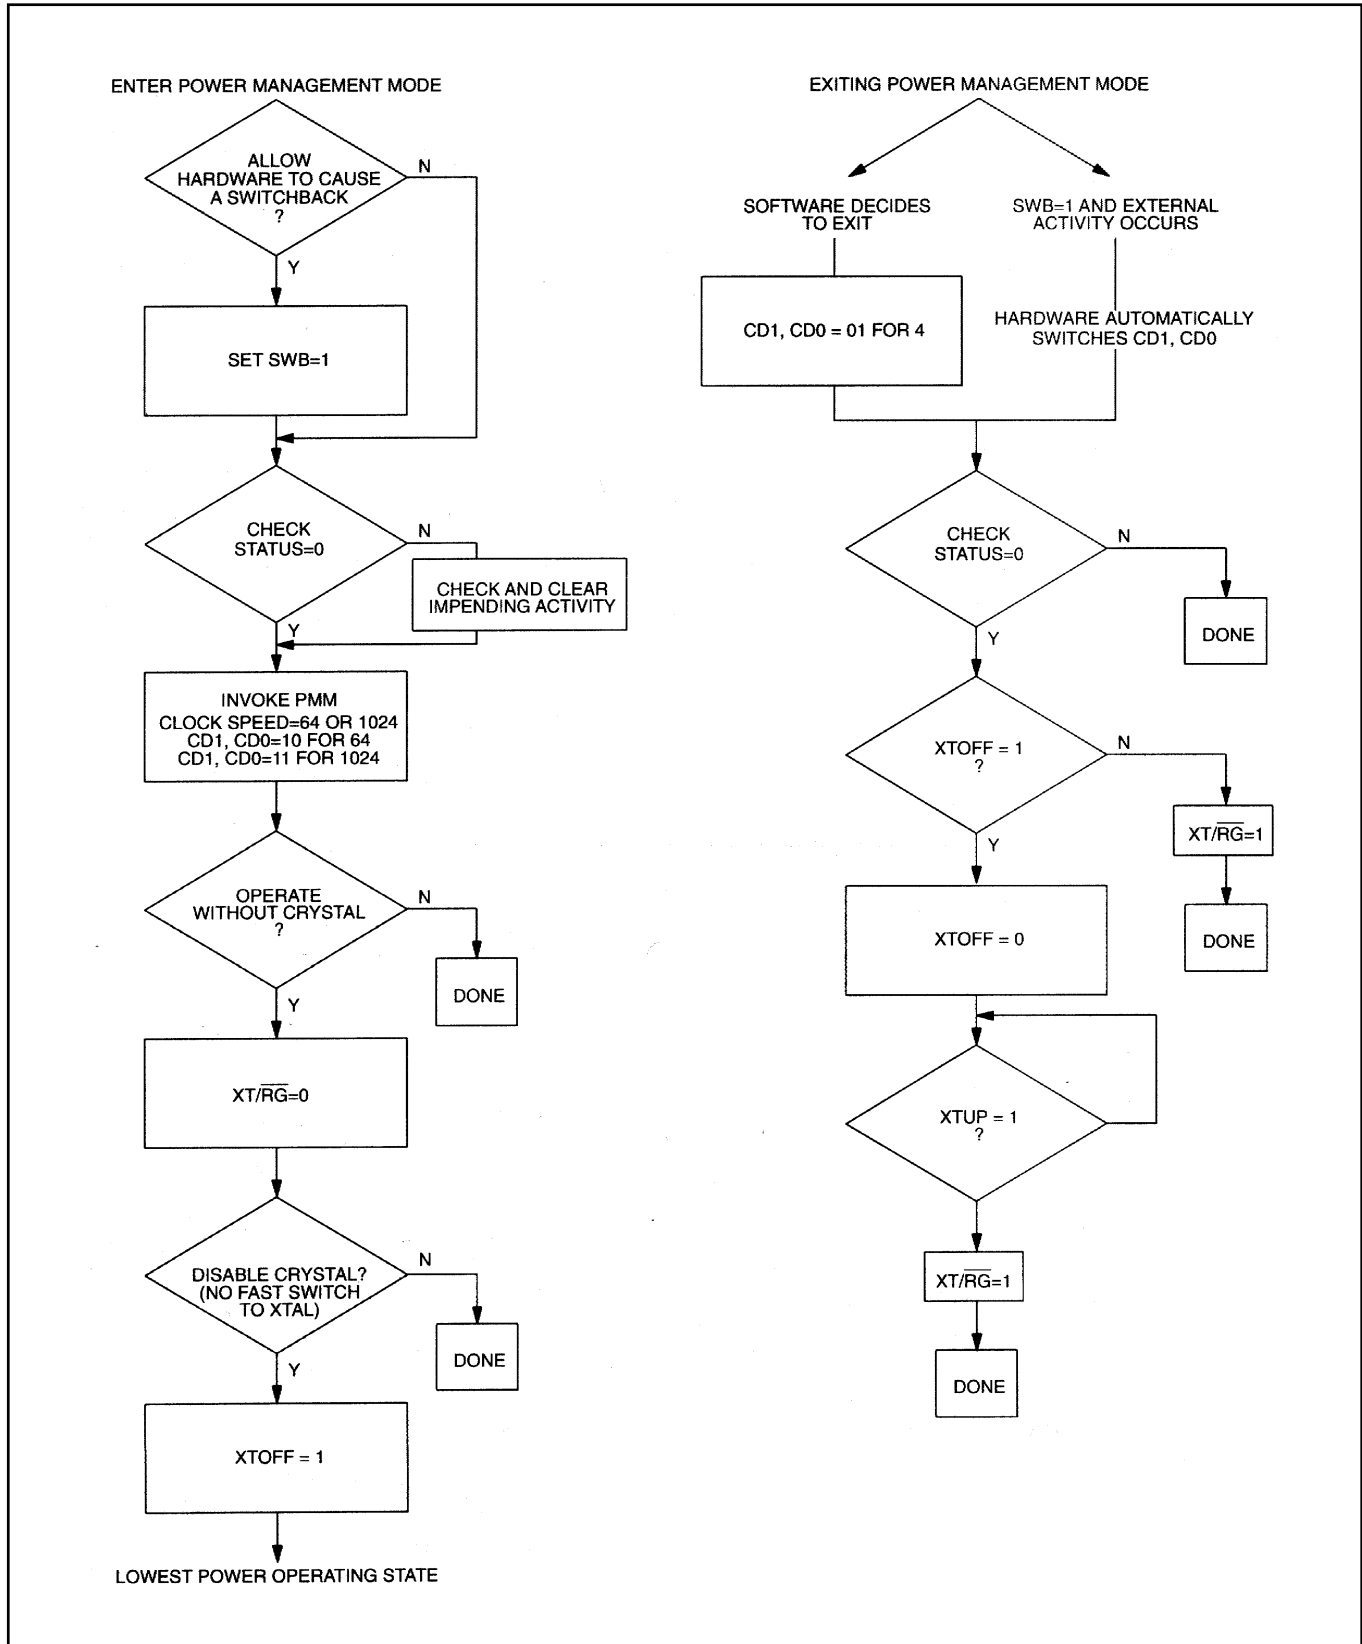 ENTER POWER MANAGEMENT MODE
ALLOW
HARDWARE TO CAUSE
A SWITCHBACK
?
N
Y
SET SWB=1
CHECK
STATUS=0
N
CHECK AND CLEAR
IMPENDING ACTIVITY
Y
INVOKE PMM
CLOCK SPEED=64 OR 1024
CD1, CD0=10 FOR 64
CD1, CD0=11 FOR 1024
OPERATE
WITHOUT CRYSTAL
?
N
DONE
Y
XT/R̅G̅=0
DISABLE CRYSTAL?
(NO FAST SWITCH
TO XTAL)
N
DONE
Y
XTOFF = 1
LOWEST POWER OPERATING STATE
EXITING POWER MANAGEMENT MODE
SOFTWARE DECIDES
TO EXIT
SWB=1 AND EXTERNAL
ACTIVITY OCCURS
CD1, CD0 = 01 FOR 4
HARDWARE AUTOMATICALLY
SWITCHES CD1, CD0
CHECK
STATUS=0
N
DONE
Y
XTOFF = 1
?
N
XT/R̅G̅=1
DONE
Y
XTOFF = 0
XTUP = 1
?
XT/R̅G̅=1
DONE